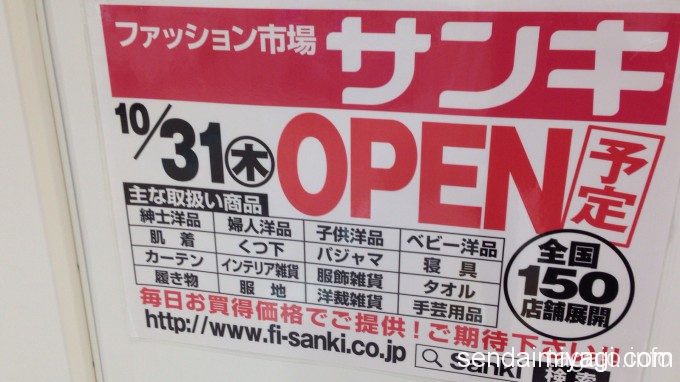 ファッション市場 サンキ
10/31㊍ OPEN 予定
主な取扱い商品
紳士洋品 婦人洋品 子供洋品 ベビー洋品
肌着 くつ下 パジャマ 寝具
カーテン インテリア雑貨 服飾雑貨 タオル
履き物 服地 洋裁雑貨 手芸用品
全国
150
店舗展開
毎日お買得価格でご提供！ご期待下さい!!
http://www.fi-sanki.co.jp sanki 検索
sendaimiyagi.com